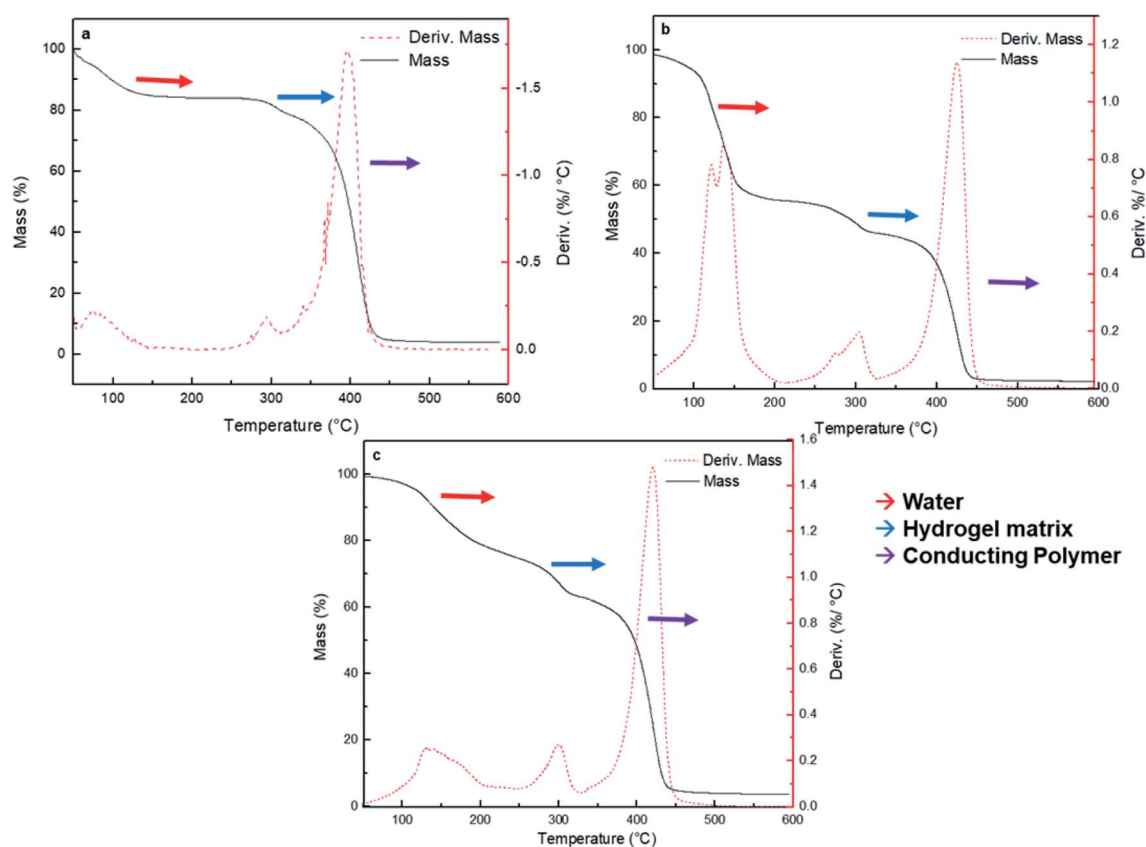 a
Deriv. Mass
Mass
100
80
60
40
20
0
Mass (%)
-1.5
-1.0
-0.5
0.0
Deriv. (%/ °C)
100 200 300 400 500 600
Temperature (°C)
b
Deriv. Mass
Mass
100
80
60
40
20
0
Mass (%)
1.2
1.0
0.8
0.6
0.4
0.2
0.0
Deriv. %/ °C
100 200 300 400 500 600
Temperature (°C)
c
Deriv. Mass
Mass
100
80
60
40
20
0
Mass (%)
1.6
1.4
1.2
1.0
0.8
0.6
0.4
0.2
0.0
Deriv. (%/ °C)
100 200 300 400 500 600
Temperature (°C)
→ Water
→ Hydrogel matrix
→ Conducting Polymer